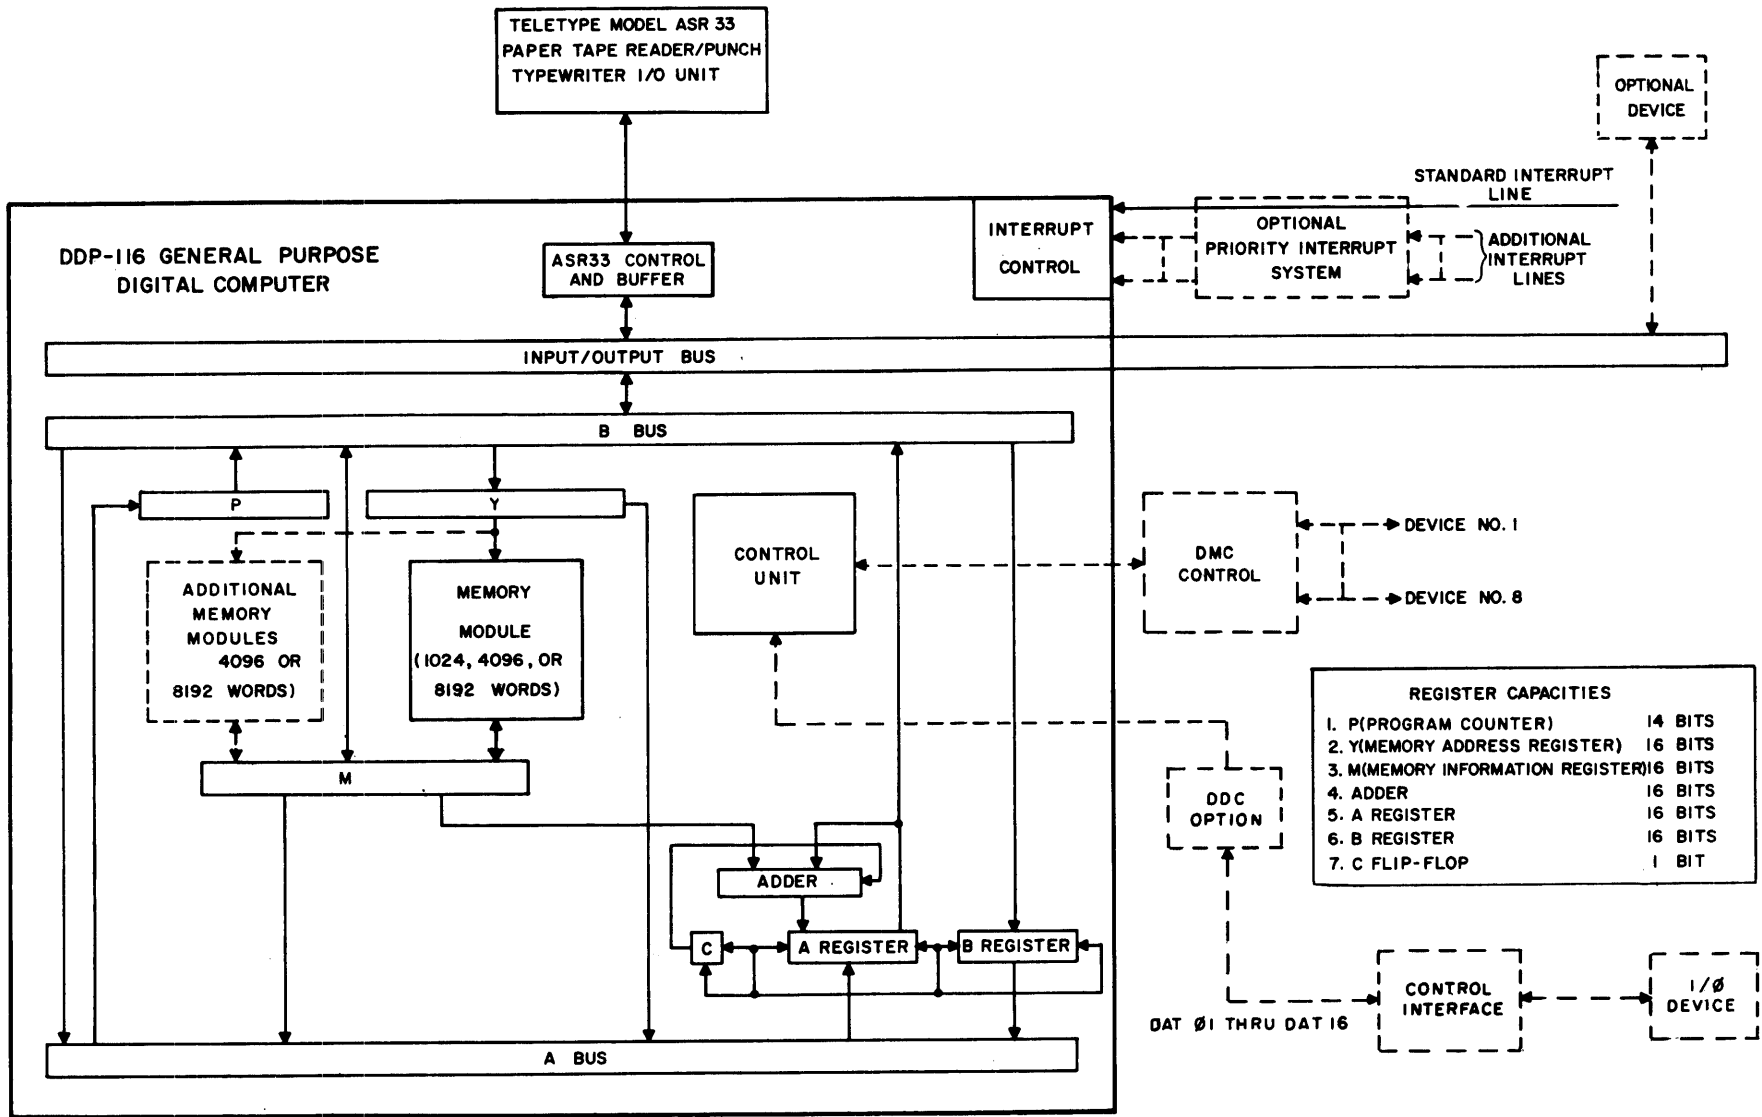 TELETYPE MODEL ASR 33
PAPER TAPE READER/PUNCH
TYPEWRITER I/O UNIT
OPTIONAL
DEVICE
STANDARD INTERRUPT
LINE
DDP-116 GENERAL PURPOSE
DIGITAL COMPUTER
ASR33 CONTROL
AND BUFFER
INTERRUPT
CONTROL
OPTIONAL
PRIORITY INTERRUPT
SYSTEM
ADDITIONAL
INTERRUPT
LINES
INPUT/OUTPUT BUS
B BUS
P
Y
ADDITIONAL
MEMORY
MODULES
4096 OR
8192 WORDS)
MEMORY
MODULE
(1024, 4096, OR
8192 WORDS)
CONTROL
UNIT
DMC
CONTROL
DEVICE NO. 1
DEVICE NO. 8
M
REGISTER CAPACITIES
1. P(PROGRAM COUNTER) 14 BITS
2. Y(MEMORY ADDRESS REGISTER) 16 BITS
3. M(MEMORY INFORMATION REGISTER)16 BITS
4. ADDER 16 BITS
5. A REGISTER 16 BITS
6. B REGISTER 16 BITS
7. C FLIP-FLOP 1 BIT
DDC
OPTION
ADDER
C
A REGISTER
B REGISTER
A BUS
DAT Ø1 THRU DAT 16
CONTROL
INTERFACE
I/Ø
DEVICE